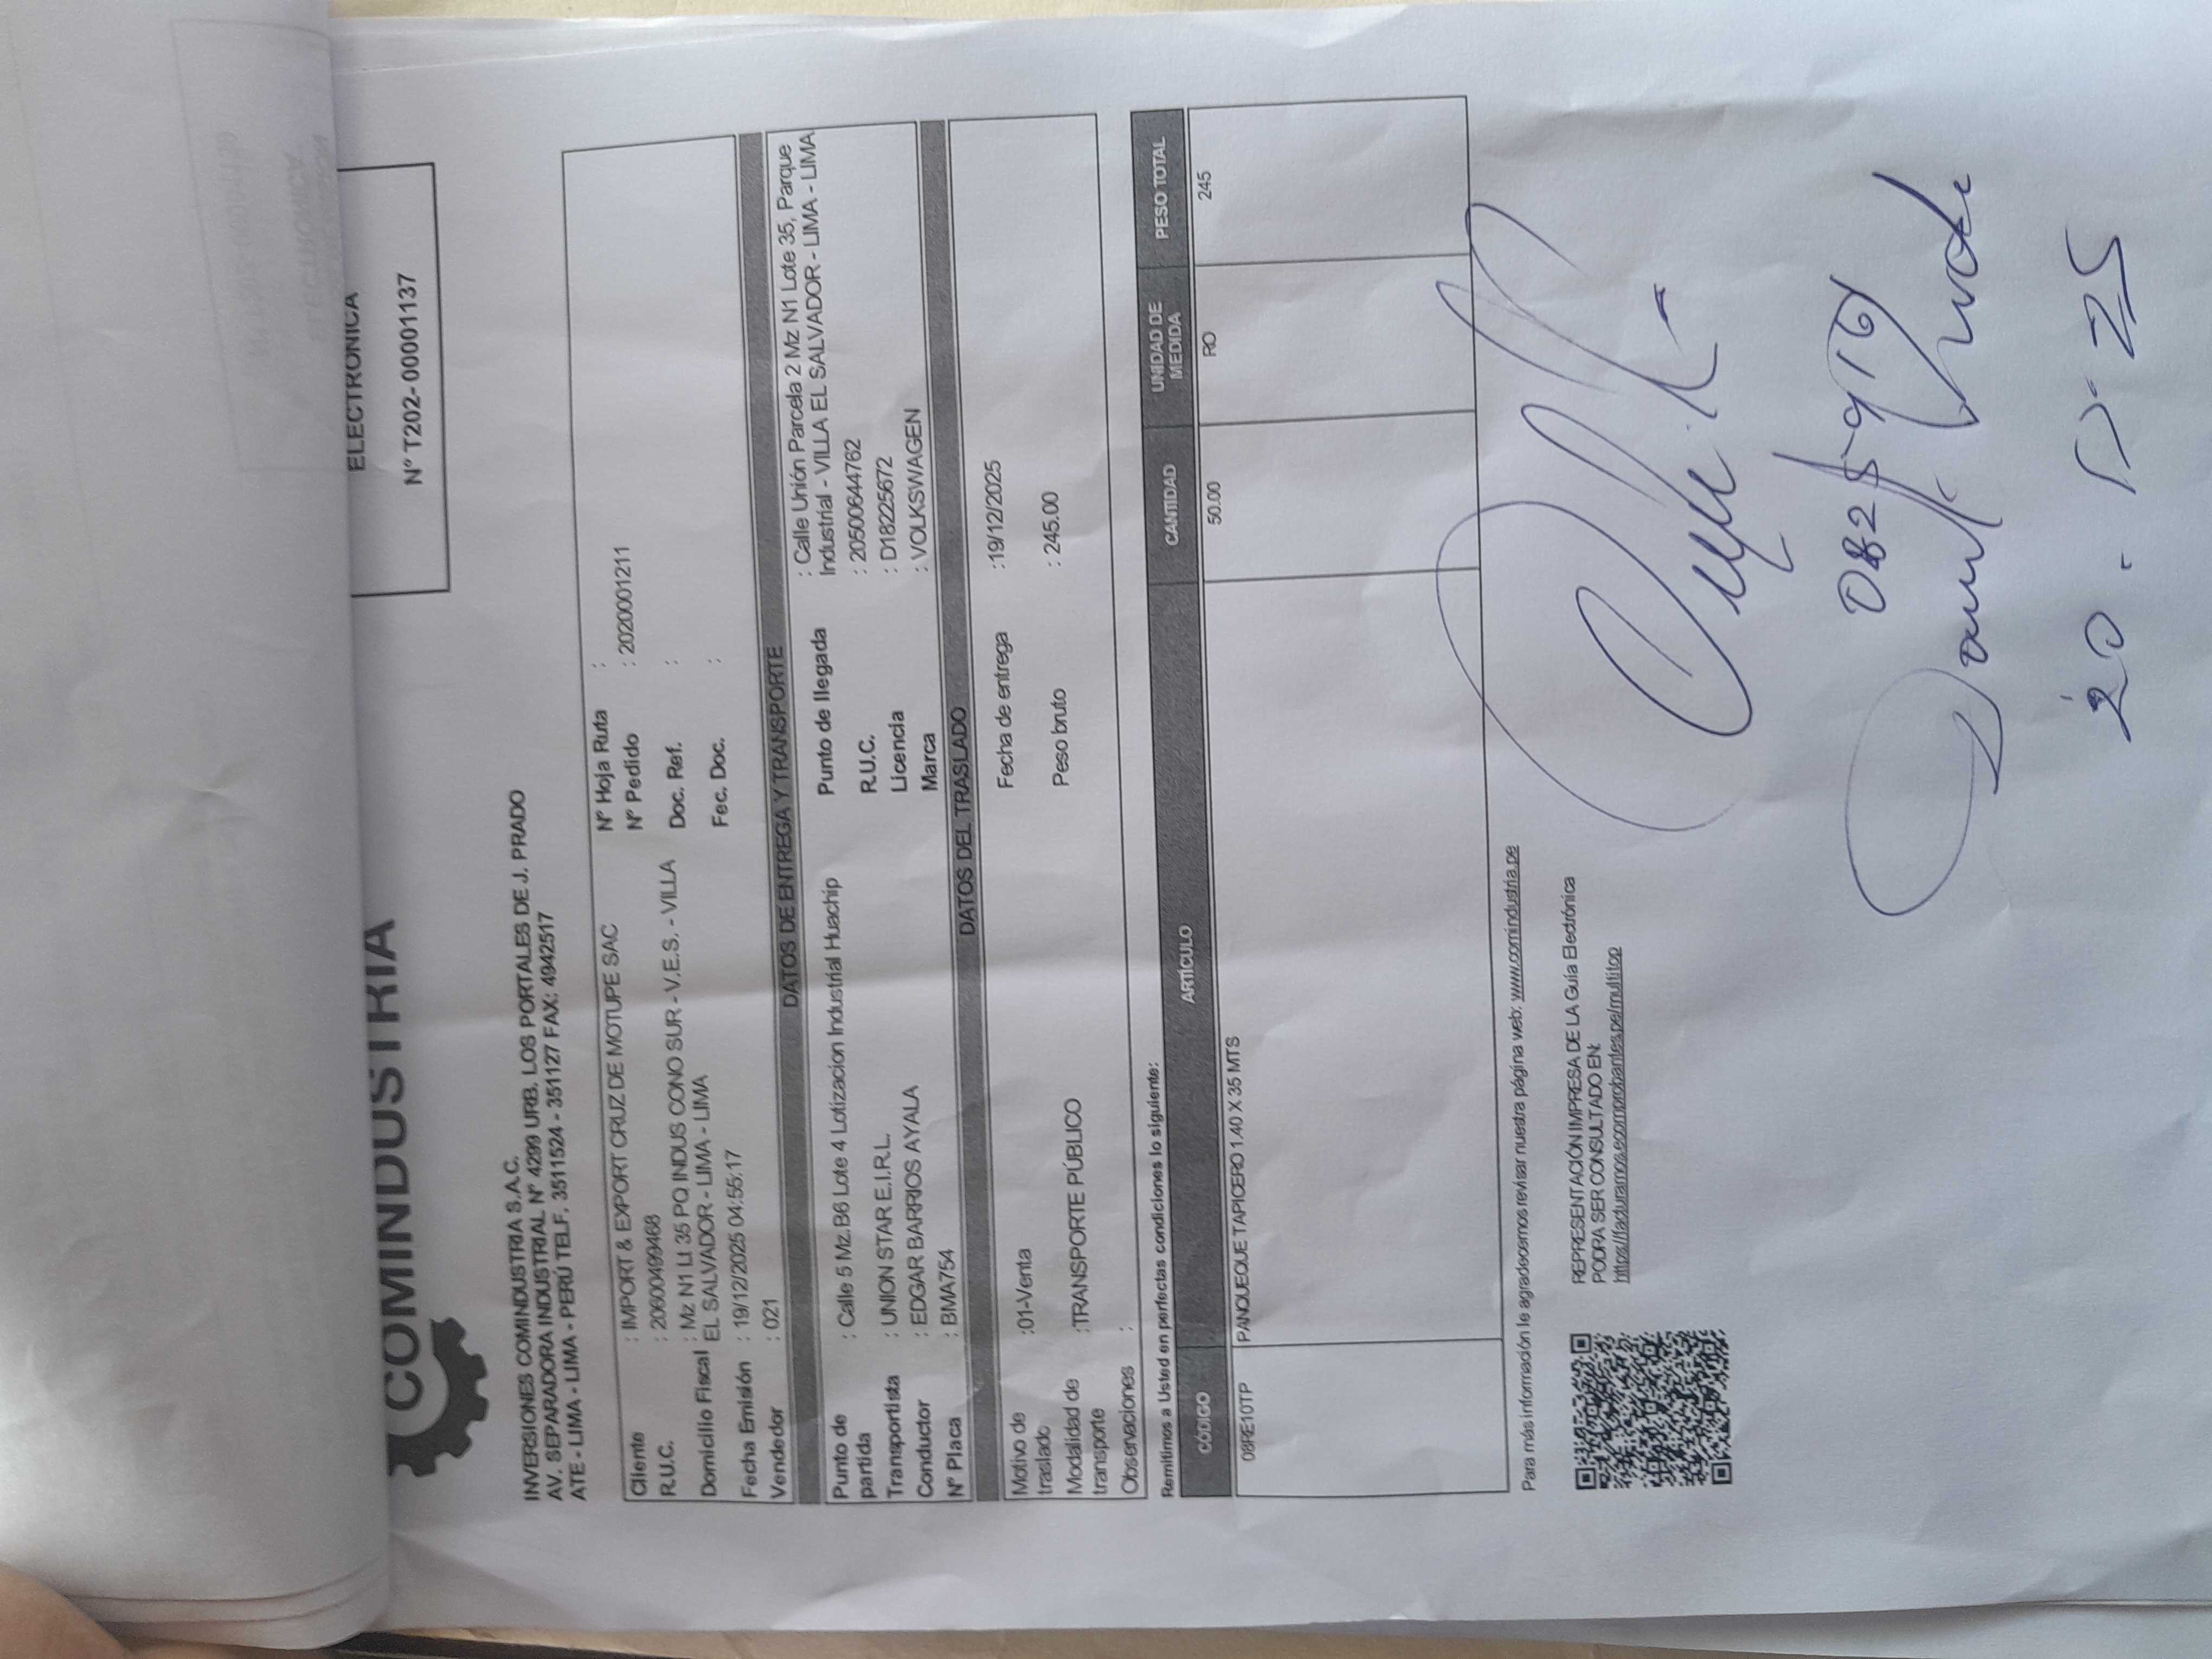 ELECTRONICA
N° T202-00001137
COMINDUSTRIA
INVERSIONES COMINDUSTRIA S.A.C.
AV. SEPARADORA INDUSTRIAL N° 4299 URB. LOS PORTALES DE J. PRADO
ATE - LIMA - PERÚ TELF. 3511524 - 351127 FAX: 4942517
Cliente : IMPORT & EXPORT CRUZ DE MOTUPE SAC
R.U.C. : 20600499468
Domicilio Fiscal : Mz N1 Lt 35 PQ INDUS CONO SUR - V.E.S. - VILLA
EL SALVADOR - LIMA - LIMA
Fecha Emisión : 19/12/2025 04:55:17
Vendedor : 021
N° Hoja Ruta :
N° Pedido : 2020001211
Doc. Ref. :
Fec. Doc. :
DATOS DE ENTREGA Y TRANSPORTE
Punto de partida : Calle 5 Mz.B6 Lote 4 Lotizacion Industrial Huachip
Transportista : UNION STAR E.I.R.L.
Conductor : EDGAR BARRIOS AYALA
N° Placa : BMA754
Punto de llegada : Calle Unión Parcela 2 Mz N1 Lote 35, Parque
Industrial - VILLA EL SALVADOR - LIMA - LIMA
R.U.C. : 20500644762
Licencia : D18225672
Marca : VOLKSWAGEN
DATOS DEL TRASLADO
Motivo de traslado :01-Venta
Modalidad de transporte :TRANSPORTE PÚBLICO
Observaciones :
Fecha de entrega :19/12/2025
Peso bruto : 245.00
Remitimos a Usted en perfectas condiciones lo siguiente:
CÓDIGO ARTÍCULO CANTIDAD UNIDAD DE MEDIDA PESO TOTAL
08RE10TP PANQUEQUE TAPICERO 1.40 X 35 MTS 50.00 RO 245
Para más información le agradecemos revisar nuestra página web: www.comindustria.pe
REPRESENTACIÓN IMPRESA DE LA Guía Electrónica
PODRA SER CONSULTADO EN:
https://facturamos.ecomprobantes.pe/multitop